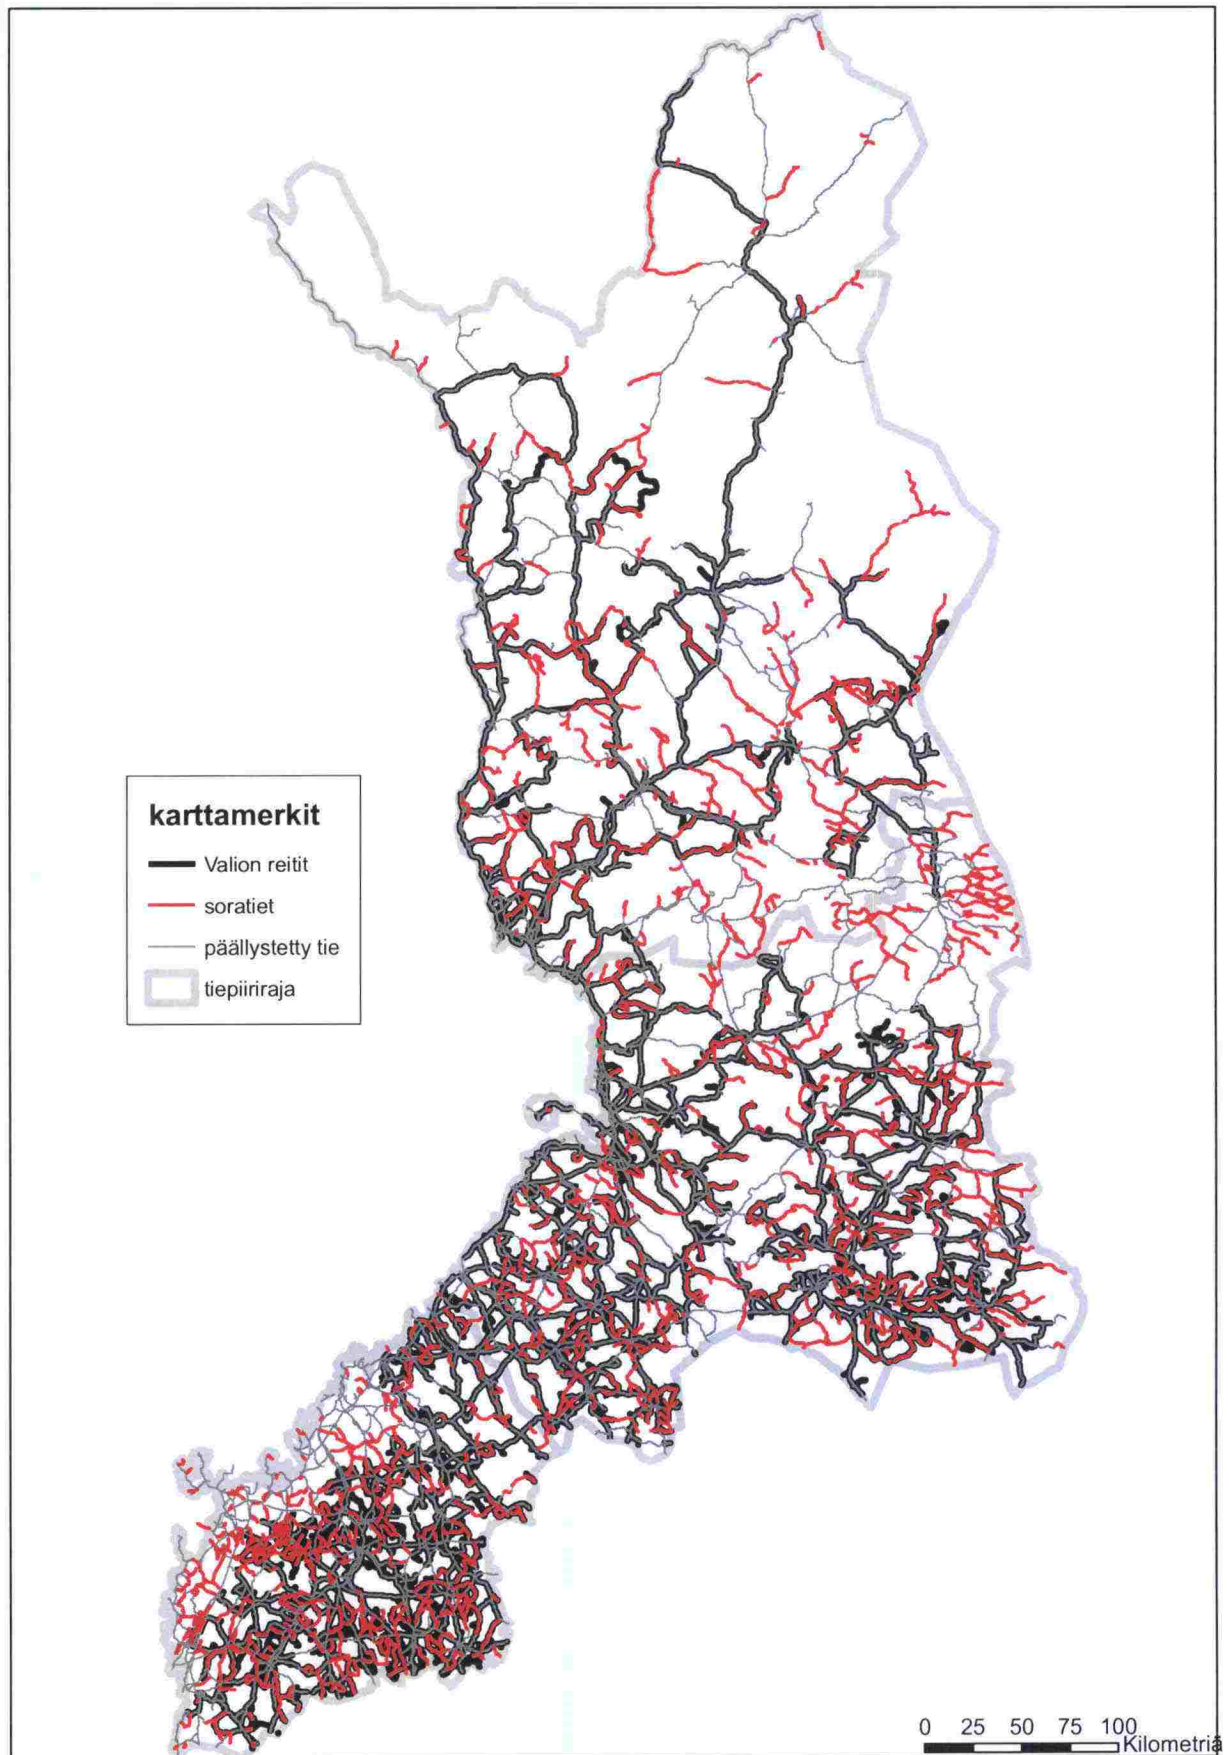 karttamerkit
Valion reitit
soratiet
päällystetty tie
tiepiiriraja
0 25 50 75 100
Kilometriä